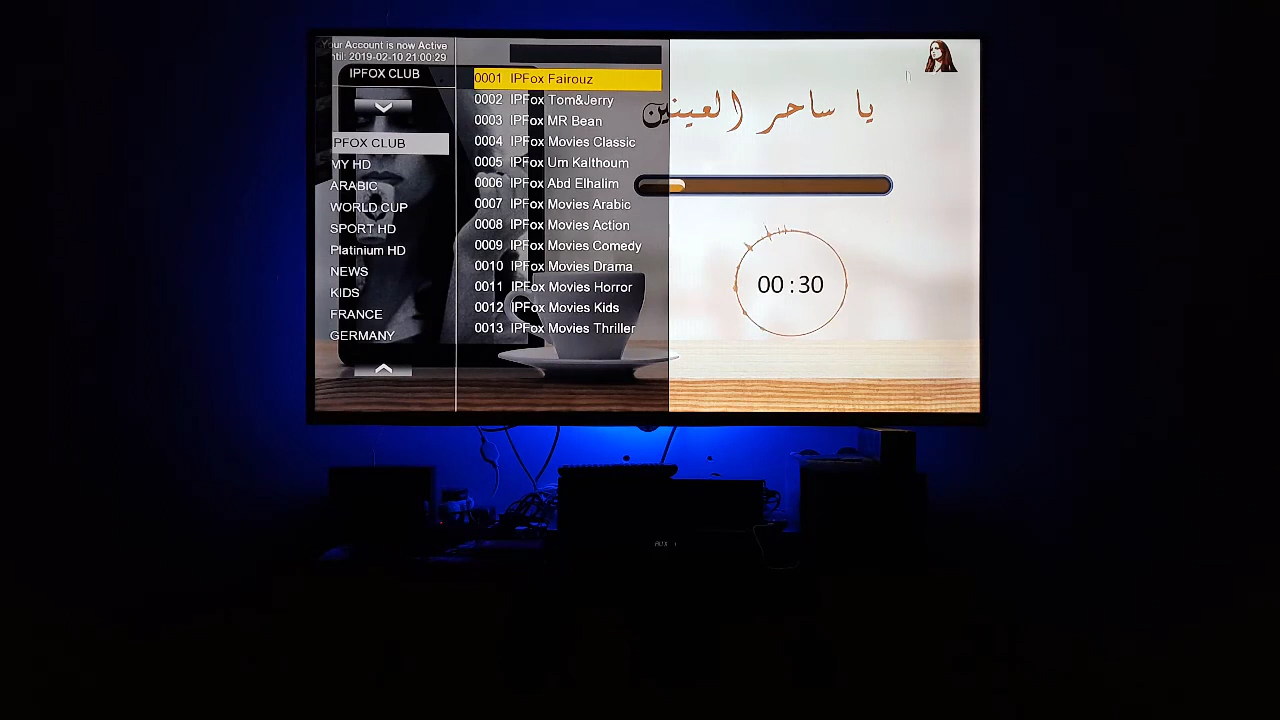 Your Account is now Active
ntil: 2019-02-10 21:00:29
IPFOX CLUB
IPFOX CLUB
MY HD
ARABIC
WORLD CUP
SPORT HD
Platinium HD
NEWS
KIDS
FRANCE
GERMANY
0001 IPFox Fairouz
0002 IPFox Tom&Jerry
0003 IPFox MR Bean
0004 IPFox Movies Classic
0005 IPFox Um Kalthoum
0006 IPFox Abd Elhalim
0007 IPFox Movies Arabic
0008 IPFox Movies Action
0009 IPFox Movies Comedy
0010 IPFox Movies Drama
0011 IPFox Movies Horror
0012 IPFox Movies Kids
0013 IPFox Movies Thriller
يا ساحر العينين
00 : 30
AUX